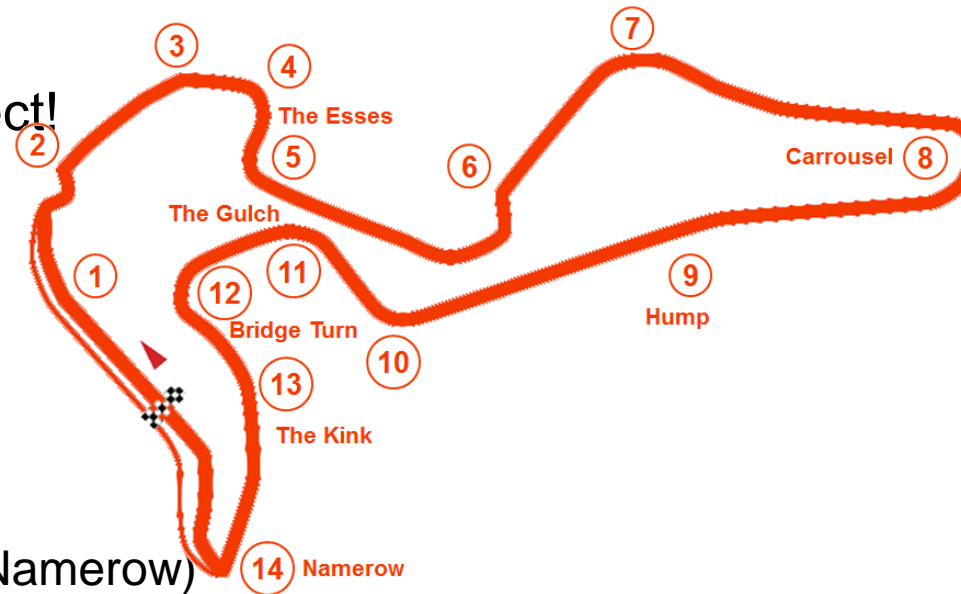 7
3
4
ect!
The Esses
2
5
6
Carrousel 8
The Gulch
1
11
9
12
Hump
Bridge Turn
10
13
The Kink
Namerow)
14 Namerow